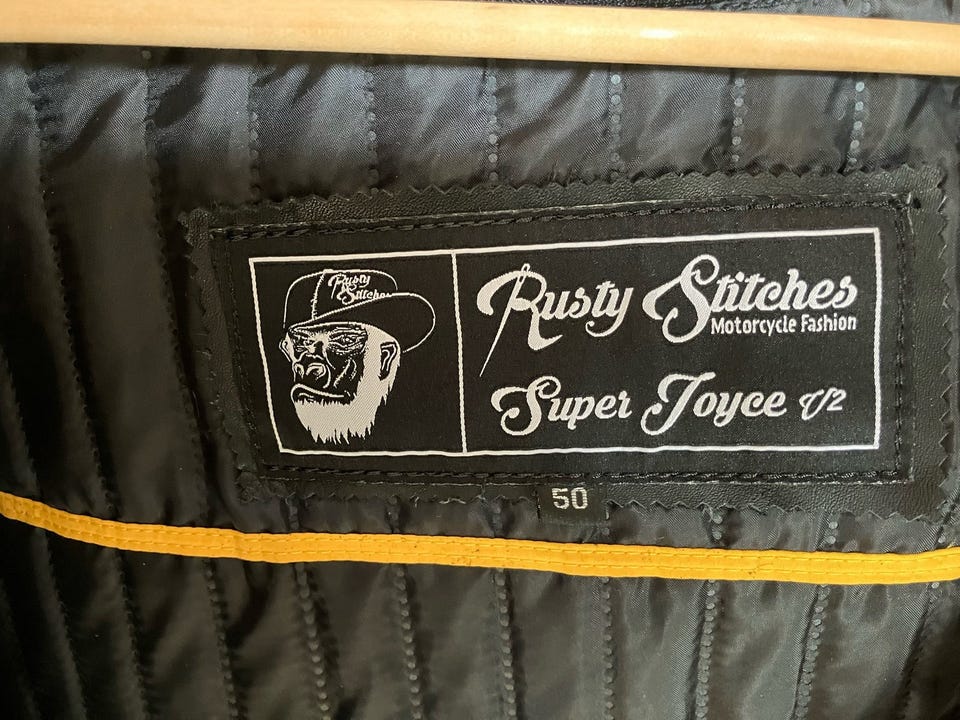 Rusty
Stitches
Rusty Stitches
Motorcycle Fashion
Super Joyce V2
50